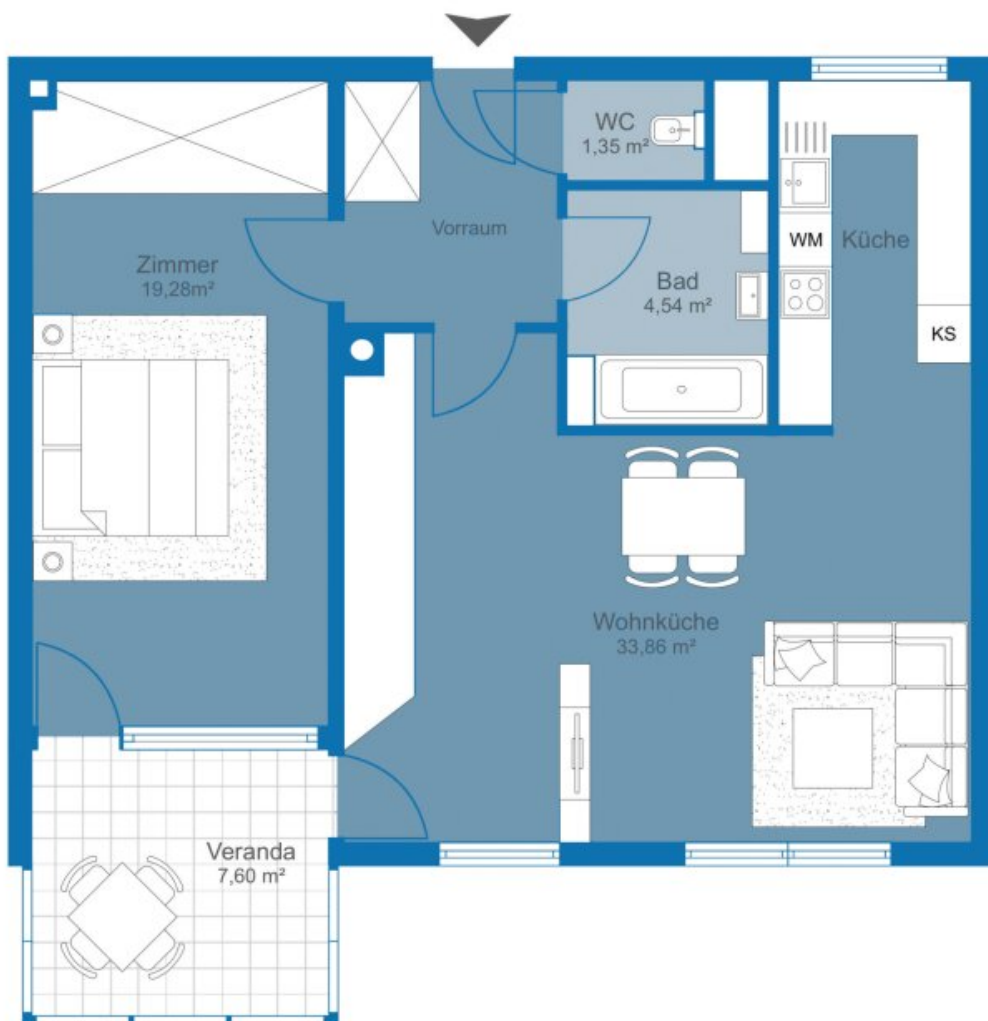 WC
1,35 m²
Vorraum
WM
Küche
Zimmer
19,28m²
Bad
4,54 m²
KS
Wohnküche
33,86 m²
Veranda
7,60 m²